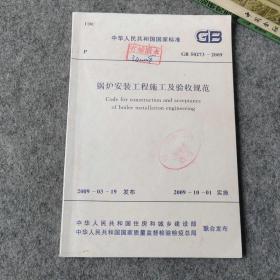 UDC
中华人民共和国国家标准
GB
P
GB 50273-2009
锅炉安装工程施工及验收规范
Code for construction and acceptance
of boiler installation engineering
2009-03-19 发布
2009-10-01 实施
中华人民共和国住房和城乡建设部
中华人民共和国国家质量监督检验检疫总局
联合发布